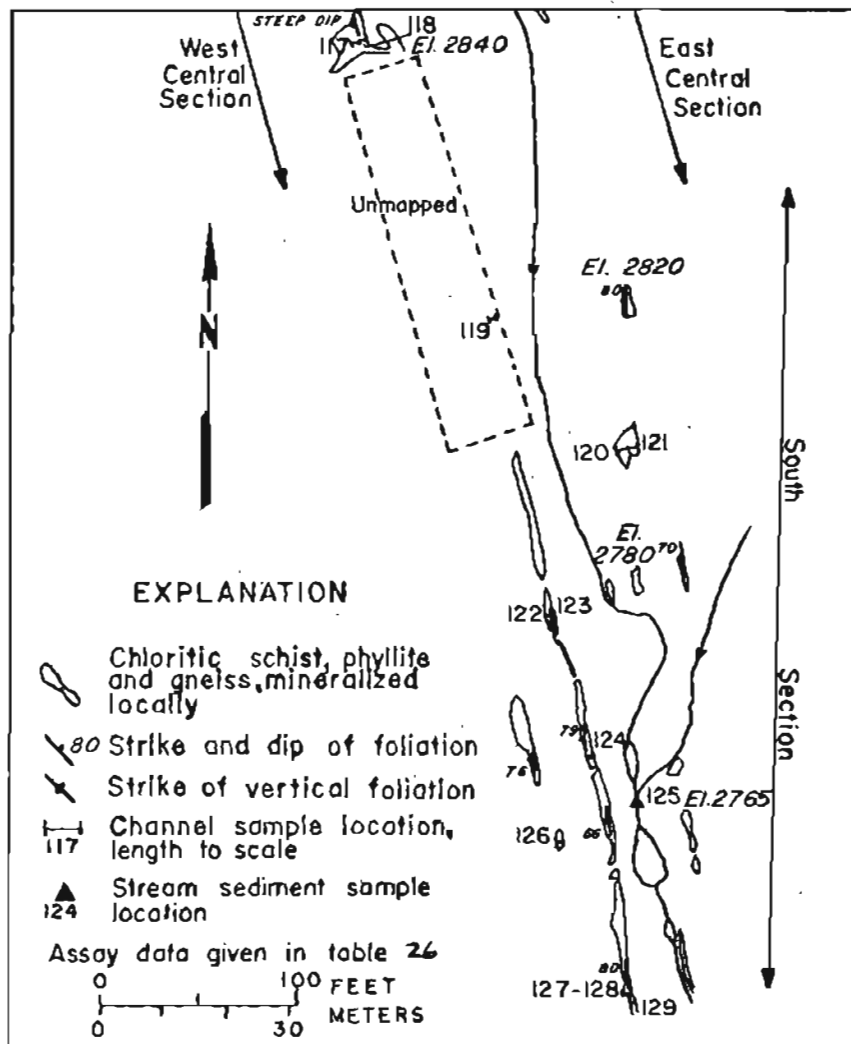 STEEP DIP
118
El. 2840
West
Central
Section
East
Central
Section
Unmapped
N
El. 2820
80
119
120
121
South
Section
El.
2780
70
EXPLANATION
122
123
Chloritic schist, phyllite
and gneiss, mineralized
locally
79
124
80 Strike and dip of foliation
76
Strike of vertical foliation
125
El. 2765
Channel sample location,
length to scale
117
126
66
Stream sediment sample
location
124
Assay data given in table 26
0 100 FEET
0 30 METERS
80
127-128
129